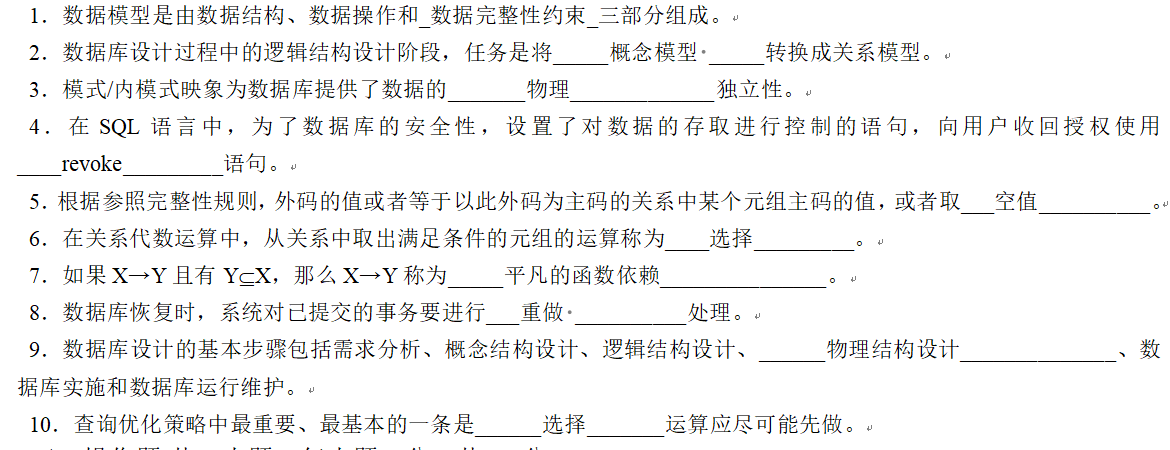 1．数据模型是由数据结构、数据操作和_数据完整性约束_三部分组成。
2．数据库设计过程中的逻辑结构设计阶段，任务是将_____概念模型 _____转换成关系模型。
3．模式/内模式映象为数据库提供了数据的_______物理_____________独立性。
4．在 SQL 语言中，为了数据库的安全性，设置了对数据的存取进行控制的语句，向用户收回授权使用
____revoke_________语句。
5．根据参照完整性规则，外码的值或者等于以此外码为主码的关系中某个元组主码的值，或者取___空值__________。
6．在关系代数运算中，从关系中取出满足条件的元组的运算称为____选择_________。
7．如果 X→Y 且有 Y⊆X，那么 X→Y 称为_____平凡的函数依赖_______________。
8．数据库恢复时，系统对已提交的事务要进行___重做 __________处理。
9．数据库设计的基本步骤包括需求分析、概念结构设计、逻辑结构设计、______物理结构设计______________、数
据库实施和数据库运行维护。
10．查询优化策略中最重要、最基本的一条是______选择_______运算应尽可能先做。